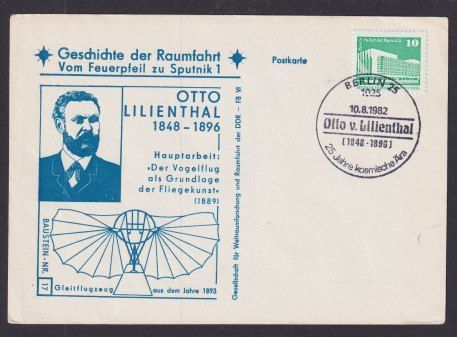 Geschichte der Raumfahrt
Vom Feuerpfeil zu Sputnik 1
OTTO
LILIENTHAL
1848 - 1896
Hauptarbeit:
»Der Vogelflug
als Grundlage
der Fliegekunst«
(1889)
BAUSTEIN-NR. 17
Gleitflugzeug aus dem Jahre 1893
Gesellschaft für Weltraumforschung und Raumfahrt der DDR - FB VI
Postkarte
10
BERLIN 25
1025
10.8.1982
Otto v. Lilienthal
(1848-1896)
25 Jahre kosmische Ära